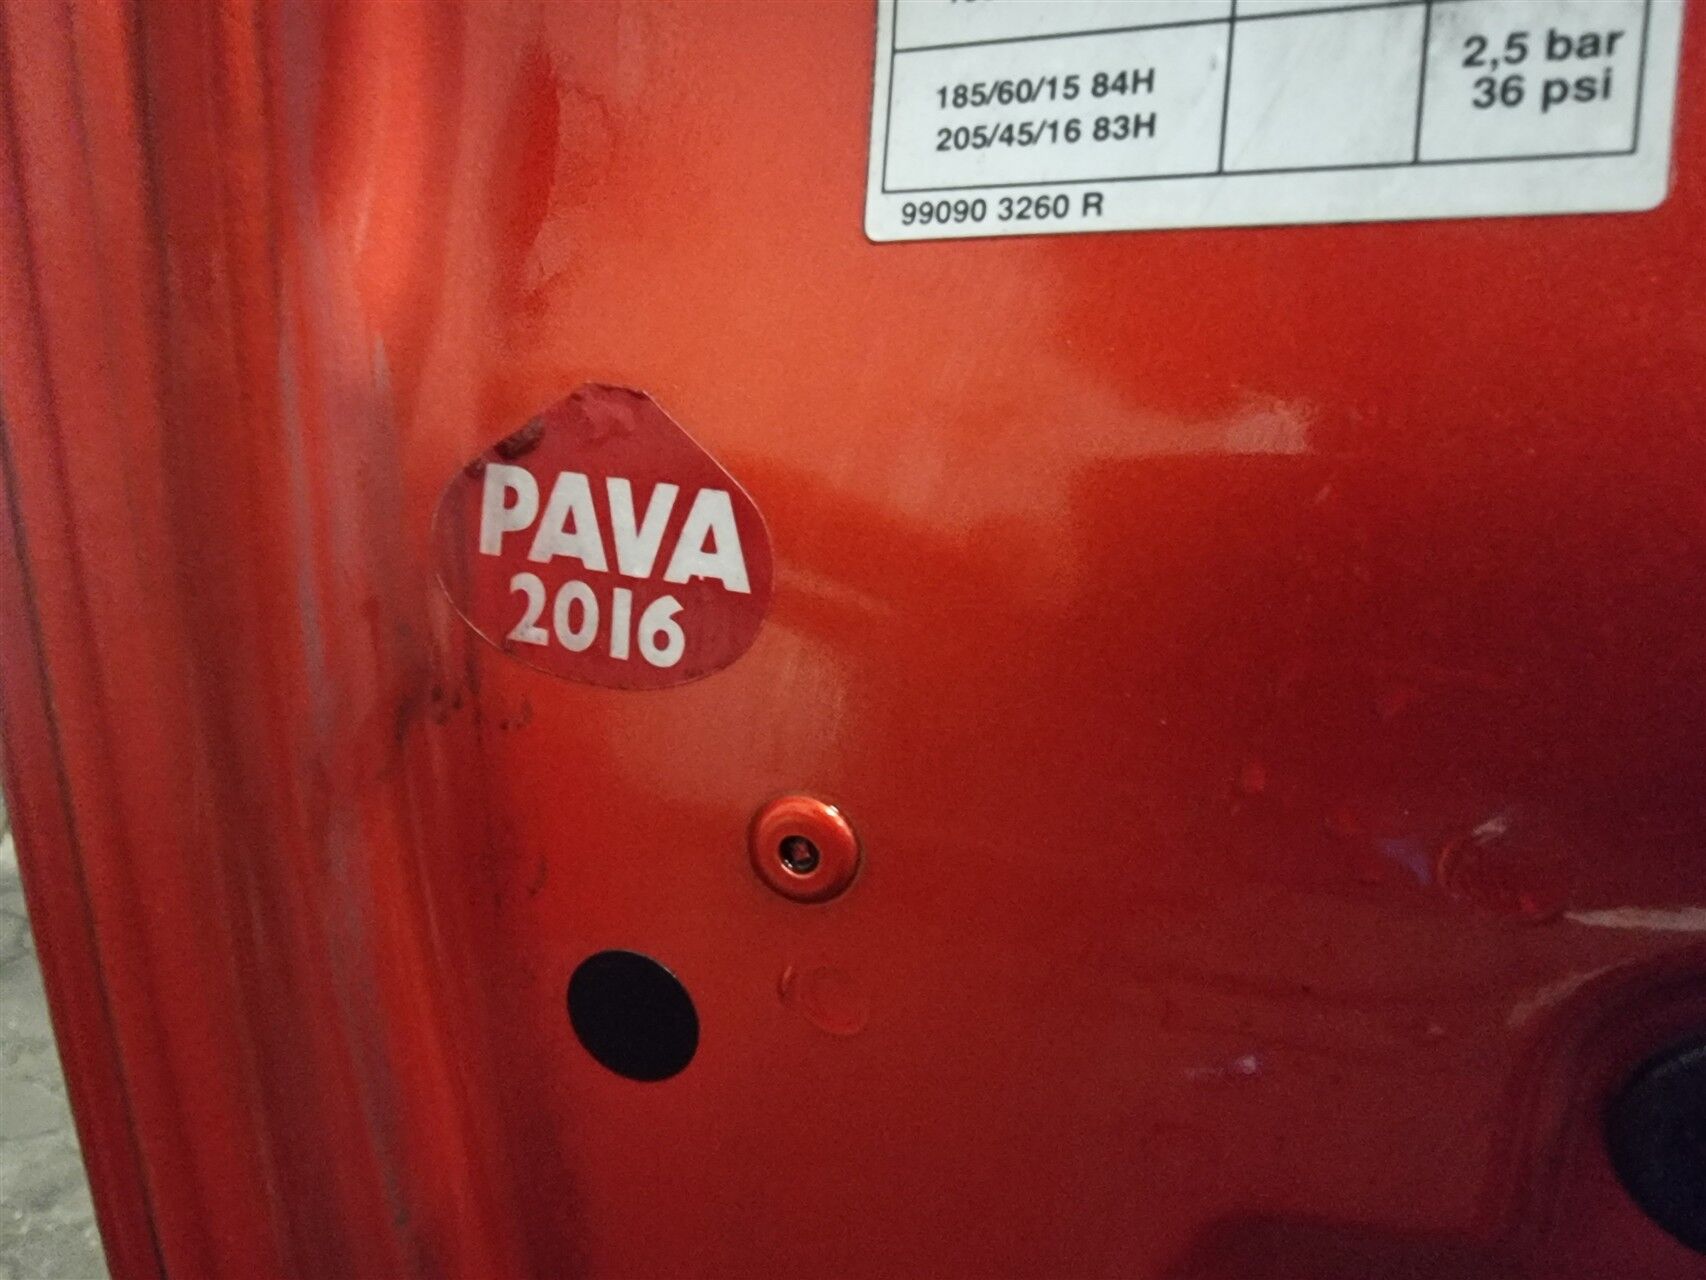 2,5 bar
36 psi
185/60/15 84H
205/45/16 83H
99090 3260 R
PAVA
2016